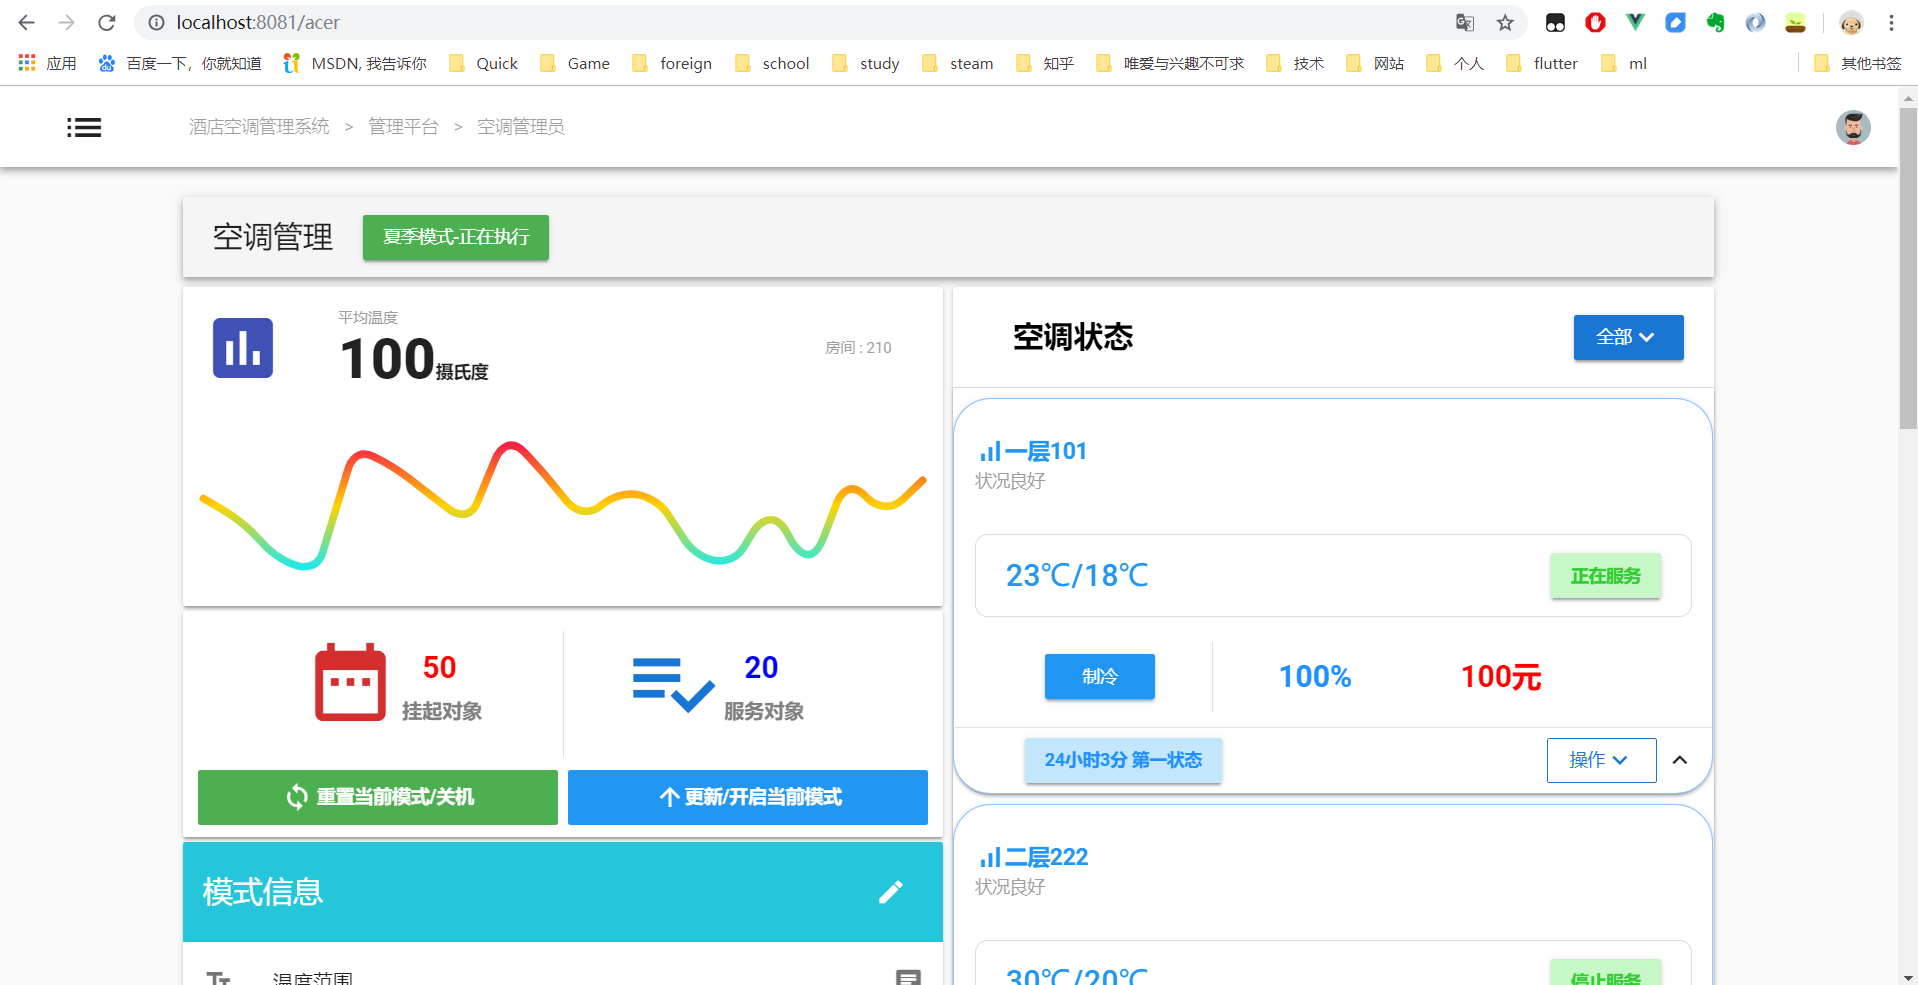 localhost:8081/acer
应用 百度一下，你就知道 MSDN, 我告诉你 Quick Game foreign school study steam 知乎 唯爱与兴趣不可求 技术 网站 个人 flutter ml 其他书签
酒店空调管理系统 > 管理平台 > 空调管理员
空调管理 夏季模式-正在执行
平均温度
100摄氏度
房间 : 210
50
挂起对象
20
服务对象
重置当前模式/关机
更新/开启当前模式
模式信息
温度范围
空调状态 全部
一层101
状况良好
23℃/18℃ 正在服务
制冷 100% 100元
24小时3分 第一状态 操作
二层222
状况良好
30℃/20℃ 停止服务